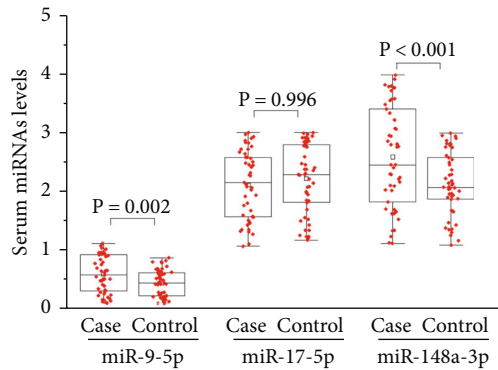 Serum miRNAs levels
5
4
3
2
1
0
P = 0.002
P = 0.996
P < 0.001
Case Control Case Control Case Control
miR-9-5p miR-17-5p miR-148a-3p